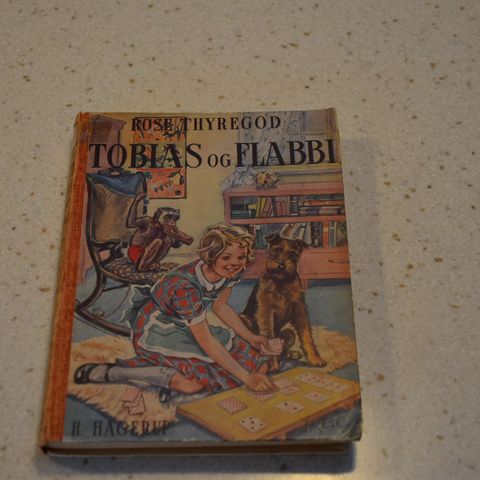 ROSE THYREGOD
TOBIAS OG FLABBI
H. HAGERUP